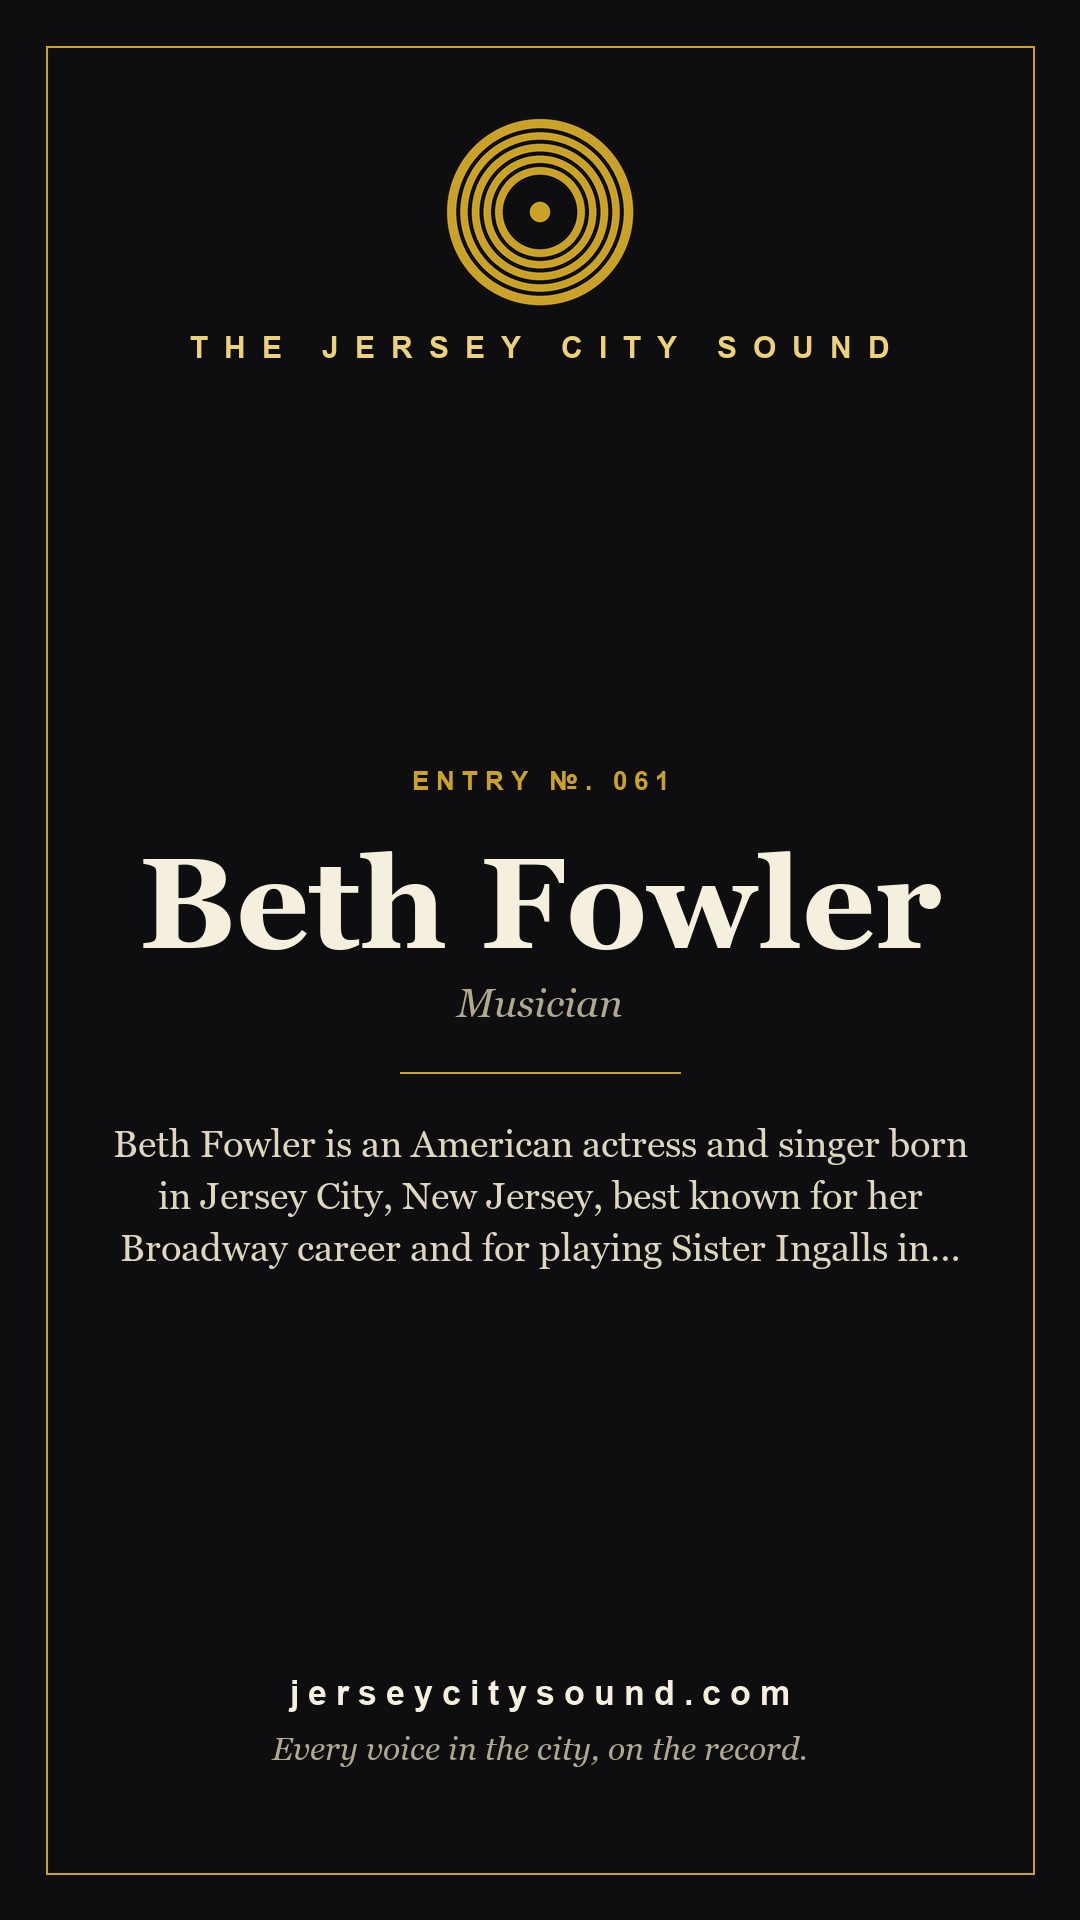 THE JERSEY CITY SOUND
ENTRY №. 061
Beth Fowler
Musician
Beth Fowler is an American actress and singer born
in Jersey City, New Jersey, best known for her
Broadway career and for playing Sister Ingalls in...
jerseycitysound.com
Every voice in the city, on the record.